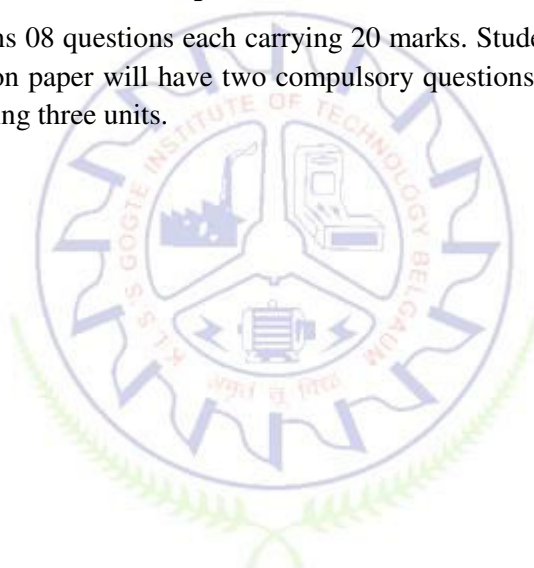 ns 08 questions each carrying 20 marks. Stude
on paper will have two compulsory questions
ng three units.
K.L.S.'S GOGTE INSTITUTE OF TECHNOLOGY BELGAUM